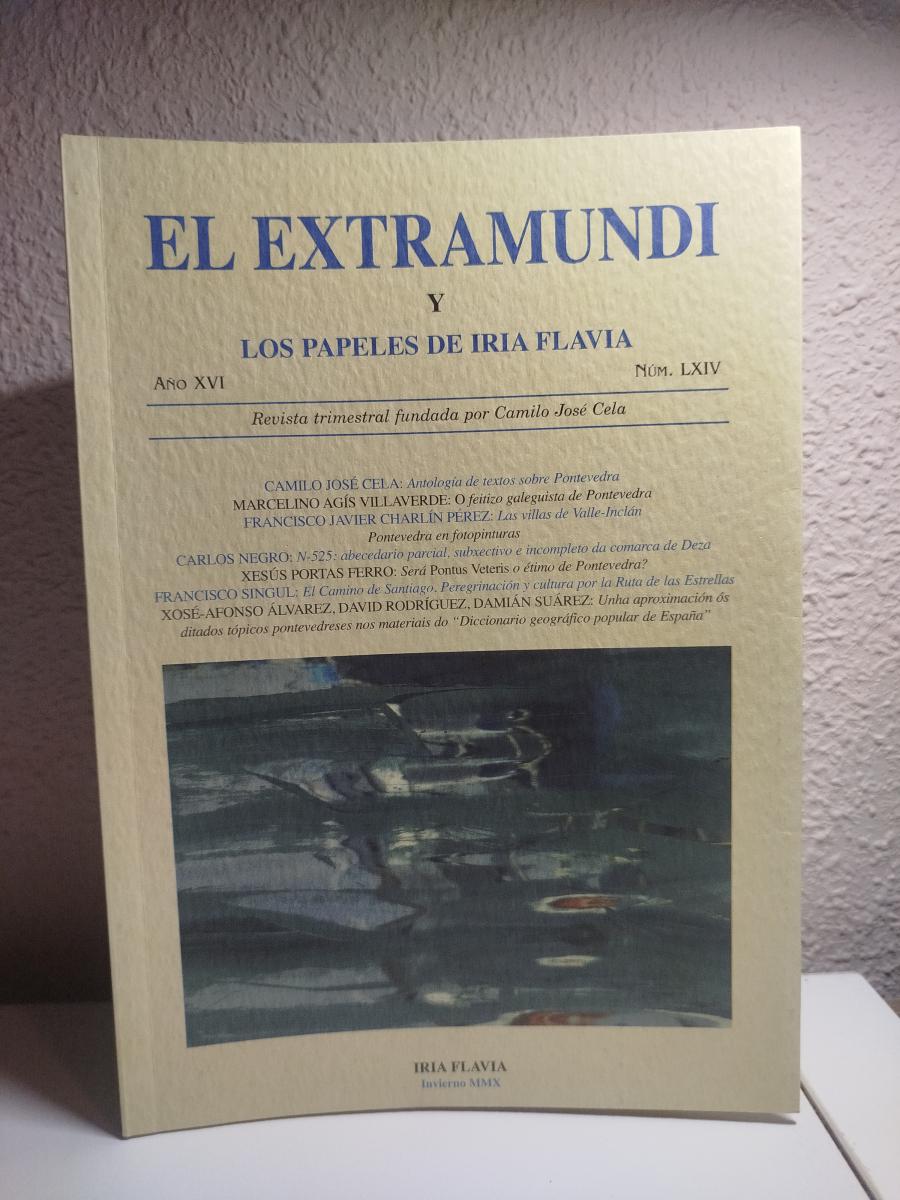 EL EXTRAMUNDI
Y
LOS PAPELES DE IRIA FLAVIA
AÑO XVI
NÚM. LXIV
Revista trimestral fundada por Camilo José Cela
CAMILO JOSÉ CELA: Antología de textos sobre Pontevedra
MARCELINO AGÍS VILLAVERDE: O feitizo galeguista de Pontevedra
FRANCISCO JAVIER CHARLÍN PÉREZ: Las villas de Valle-Inclán
Pontevedra en fotopinturas
CARLOS NEGRO: N-525: abecedario parcial, subxectivo e incompleto da comarca de Deza
XESÚS PORTAS FERRO: Será Pontus Veteris o étimo de Pontevedra?
FRANCISCO SINGUL: El Camino de Santiago. Peregrinación y cultura por la Ruta de las Estrellas
XOSÉ-AFONSO ÁLVAREZ, DAVID RODRÍGUEZ, DAMIÁN SUÁREZ: Unha aproximación ós
ditados tópicos pontevedreses nos materiais do “Diccionario geográfico popular de España”
IRIA FLAVIA
Invierno MMX